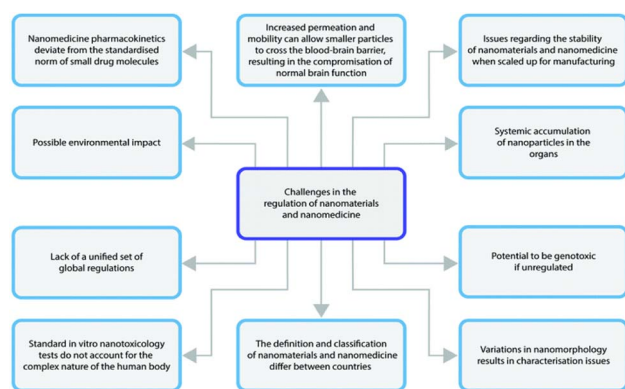 Nanomedicine pharmacokinetics
deviate from the standardised
norm of small drug molecules
Increased permeation and
mobility can allow smaller particles
to cross the blood-brain barrier,
resulting in the compromisation of
normal brain function
Issues regarding the stability
of nanomaterials and nanomedicine
when scaled up for manufacturing
Possible environmental impact
Systemic accumulation
of nanoparticles in the
organs
Challenges in the
regulation of nanomaterials
and nanomedicine
Lack of a unified set of
global regulations
Potential to be genotoxic
if unregulated
Standard in vitro nanotoxicology
tests do not account for the
complex nature of the human body
The definition and classification
of nanomaterials and nanomedicine
differ between countries
Variations in nanomorphology
results in characterisation issues